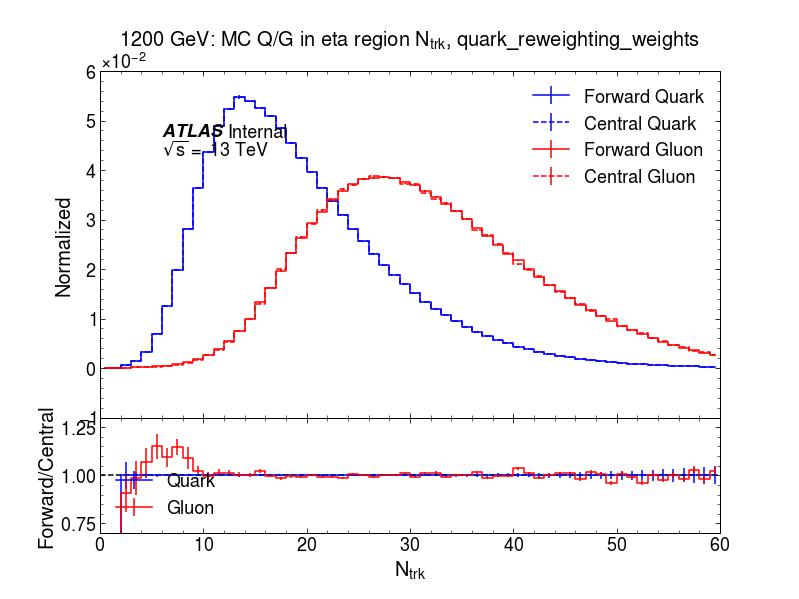 1200 GeV: MC Q/G in eta region N_trk, quark_reweighting_weights
×10⁻²
6
5
4
3
2
1
0
−1
Normalized
ATLAS Internal
√s = 13 TeV
Forward Quark
Central Quark
Forward Gluon
Central Gluon
1.25
1.00
0.75
Forward/Central
Quark
Gluon
0 10 20 30 40 50 60
N_trk